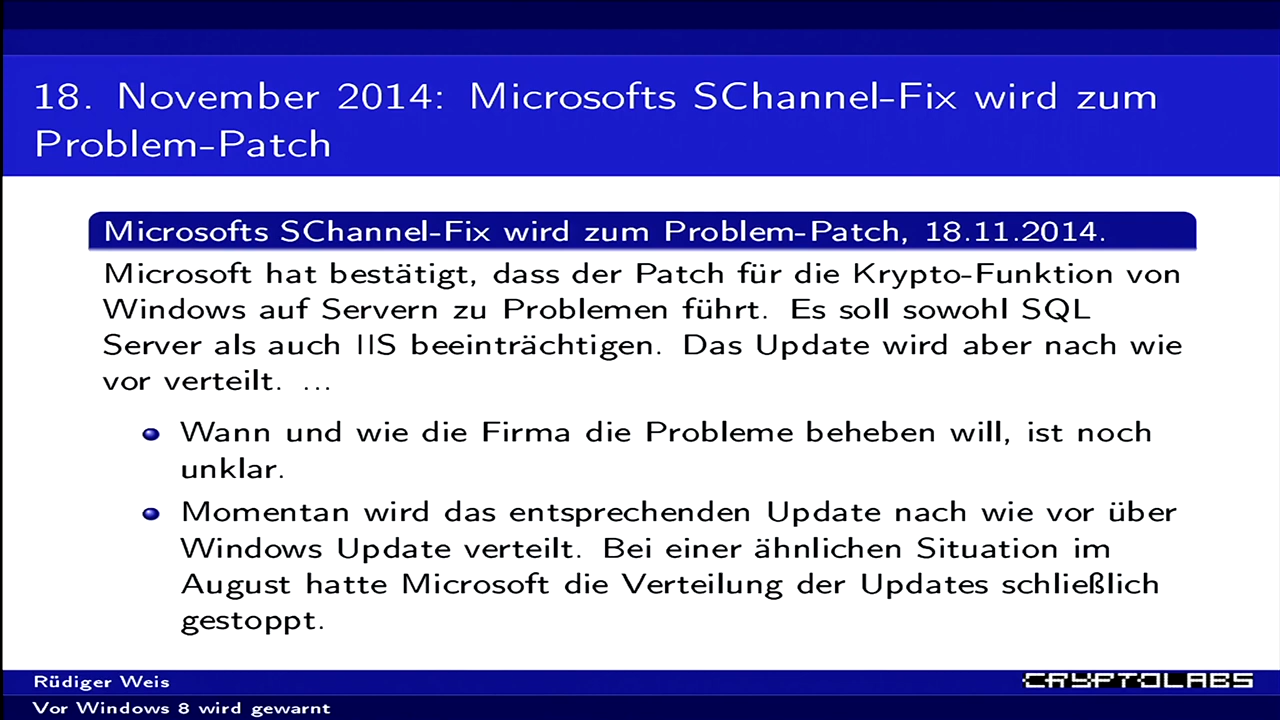 18. November 2014: Microsofts SChannel-Fix wird zum
Problem-Patch
Microsofts SChannel-Fix wird zum Problem-Patch, 18.11.2014.
Microsoft hat bestätigt, dass der Patch für die Krypto-Funktion von
Windows auf Servern zu Problemen führt. Es soll sowohl SQL
Server als auch IIS beeinträchtigen. Das Update wird aber nach wie
vor verteilt. ...
Wann und wie die Firma die Probleme beheben will, ist noch
unklar.
Momentan wird das entsprechenden Update nach wie vor über
Windows Update verteilt. Bei einer ähnlichen Situation im
August hatte Microsoft die Verteilung der Updates schließlich
gestoppt.
Rüdiger Weis
CRYPTOLABS
Vor Windows 8 wird gewarnt